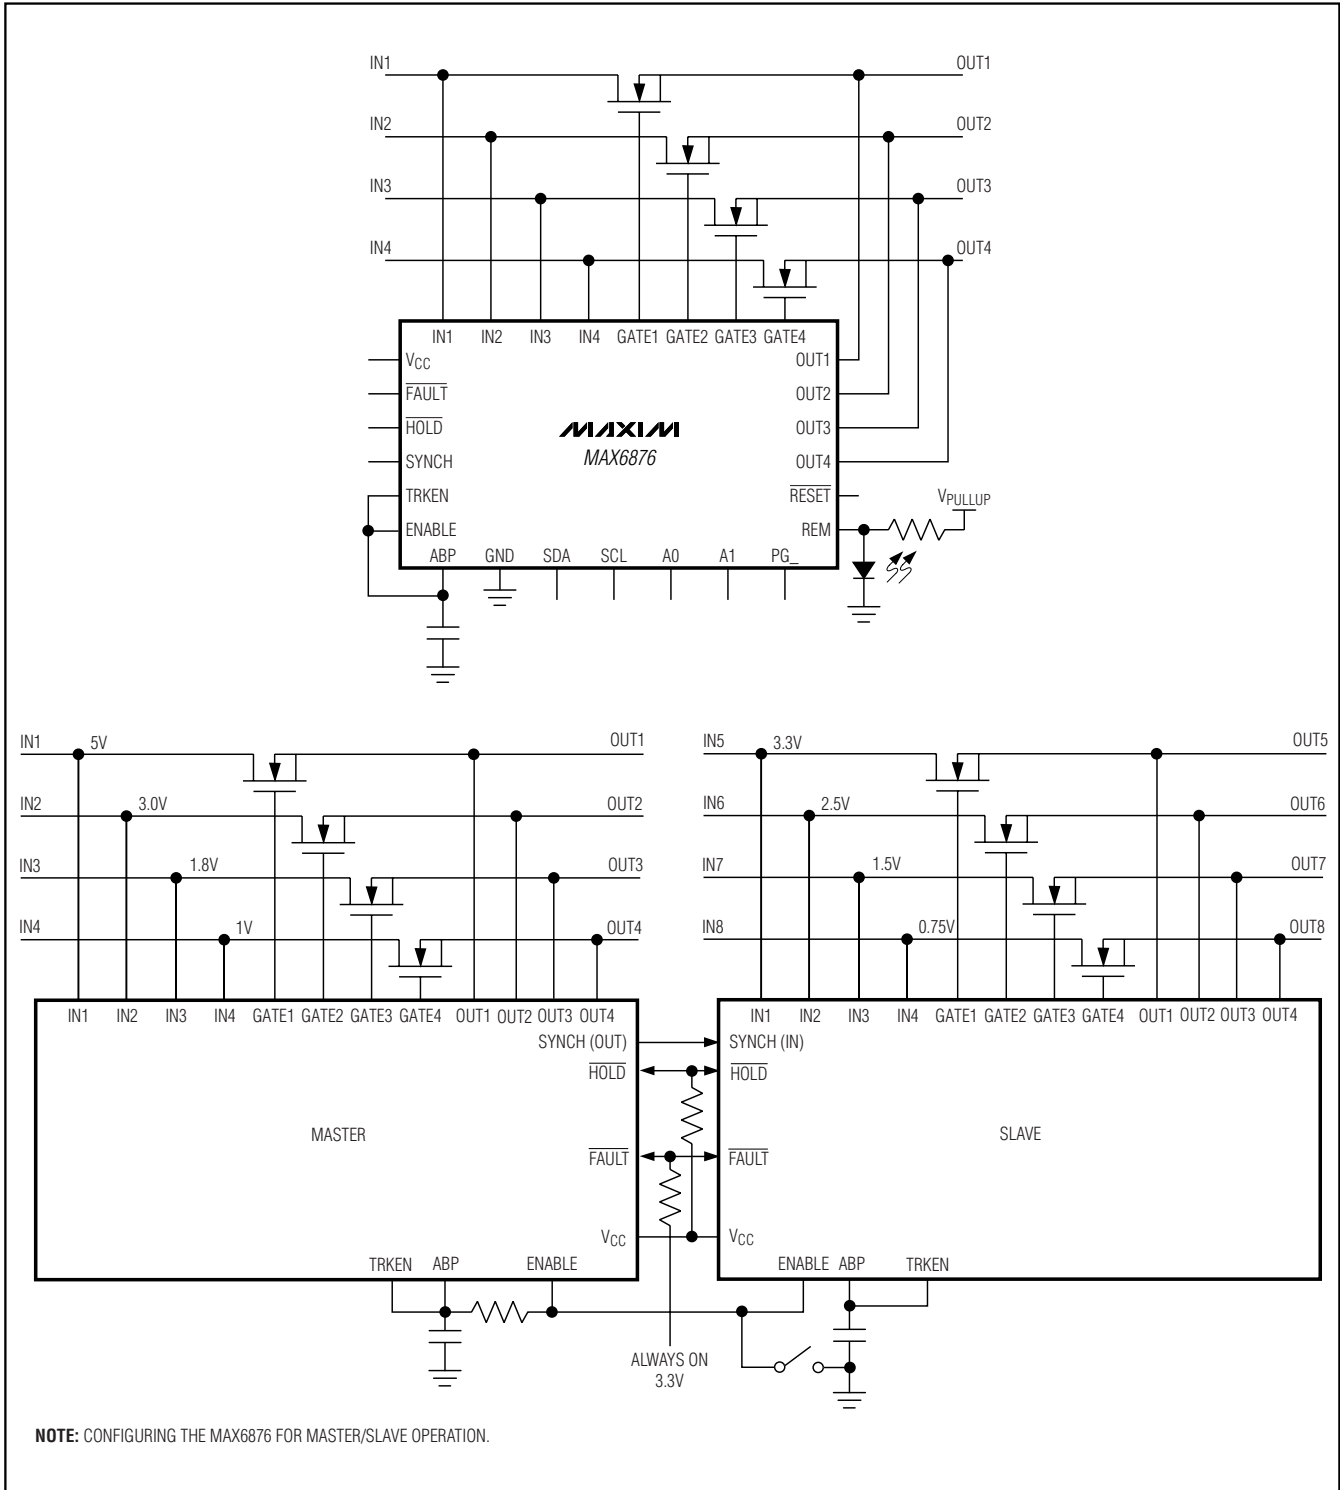 IN1 OUT1
IN2 OUT2
IN3 OUT3
IN4 OUT4
IN1 IN2 IN3 IN4 GATE1 GATE2 GATE3 GATE4
VCC OUT1
FAULT OUT2
HOLD OUT3
MAXIM
MAX6876
SYNCH OUT4
TRKEN RESET VPULLUP
ENABLE REM
ABP GND SDA SCL A0 A1 PG_
IN1 5V OUT1 IN5 3.3V OUT5
IN2 3.0V OUT2 IN6 2.5V OUT6
IN3 1.8V OUT3 IN7 1.5V OUT7
IN4 1V OUT4 IN8 0.75V OUT8
IN1 IN2 IN3 IN4 GATE1 GATE2 GATE3 GATE4 OUT1 OUT2 OUT3 OUT4 IN1 IN2 IN3 IN4 GATE1 GATE2 GATE3 GATE4 OUT1 OUT2 OUT3 OUT4
SYNCH (OUT) SYNCH (IN)
HOLD HOLD
MASTER SLAVE
FAULT FAULT
VCC VCC
TRKEN ABP ENABLE ENABLE ABP TRKEN
ALWAYS ON
3.3V
NOTE: CONFIGURING THE MAX6876 FOR MASTER/SLAVE OPERATION.